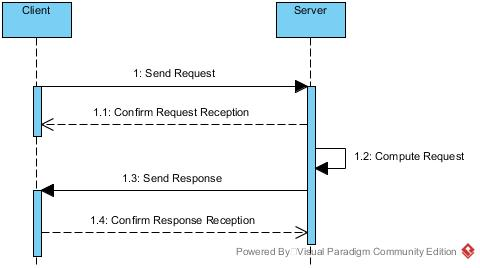 Client
Server
1: Send Request
1.1: Confirm Request Reception
1.2: Compute Request
1.3: Send Response
1.4: Confirm Response Reception
Powered By Visual Paradigm Community Edition